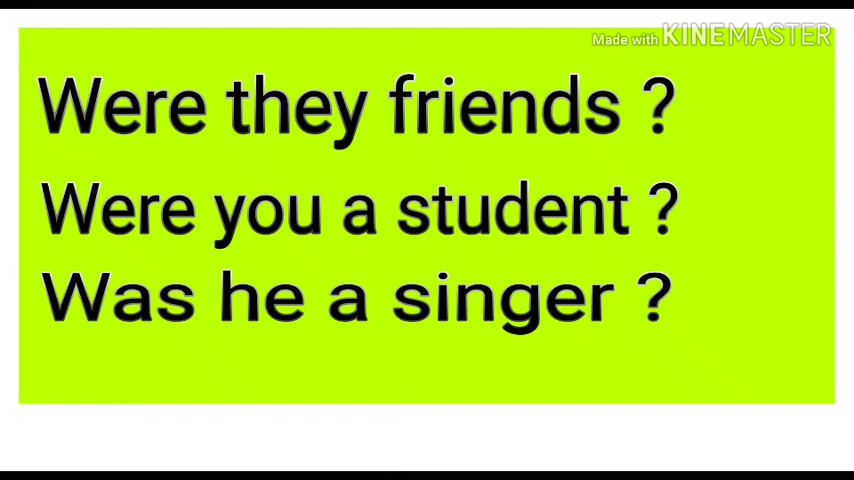 Made with KINEMASTER
Were they friends ?
Were you a student ?
Was he a singer ?